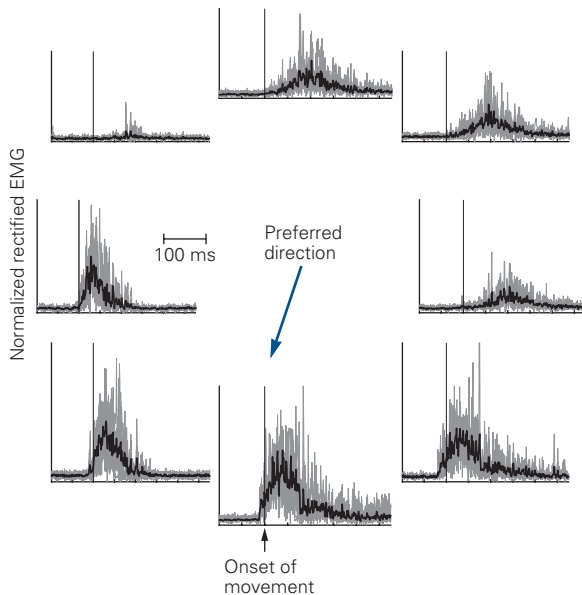 Normalized rectified EMG
100 ms
Preferred
direction
Onset of
movement